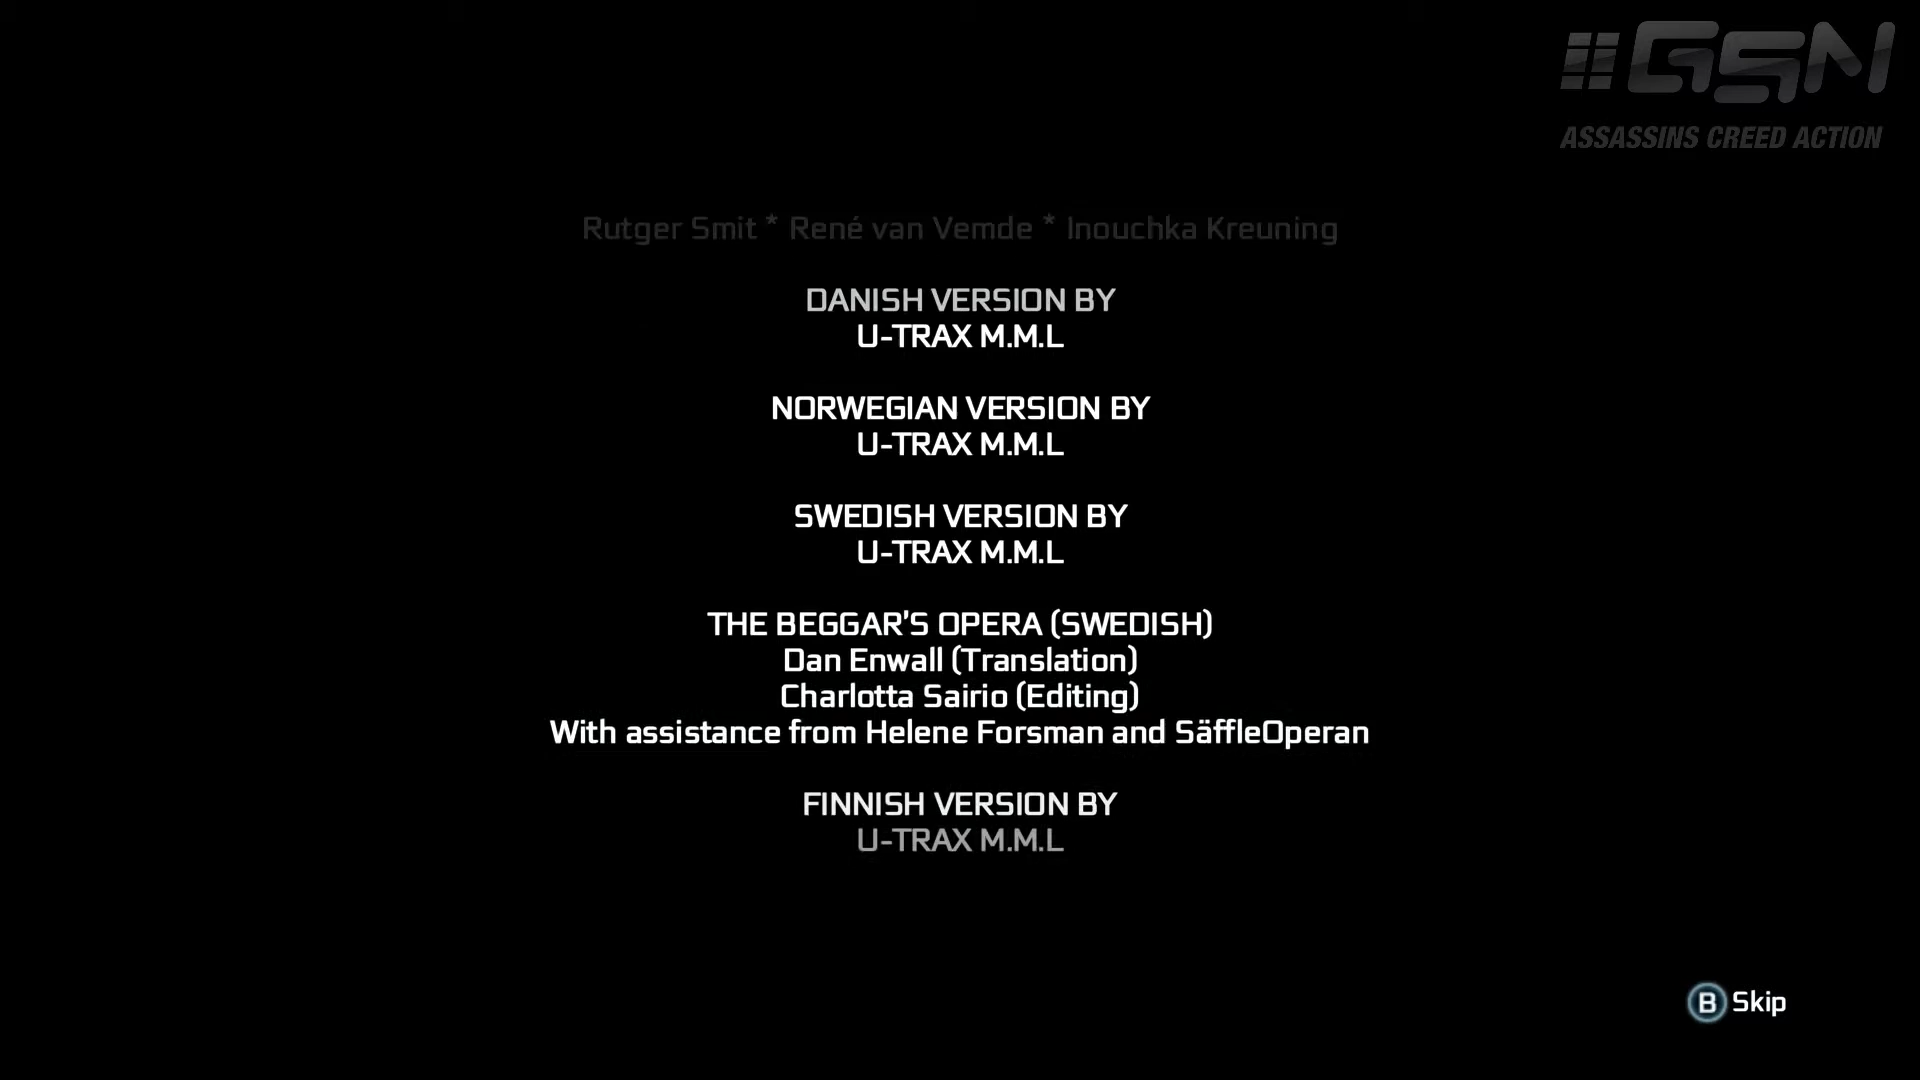 GSN
ASSASSINS CREED ACTION
Rutger Smit * René van Vemde * Inouchka Kreuning
DANISH VERSION BY
U-TRAX M.M.L
NORWEGIAN VERSION BY
U-TRAX M.M.L
SWEDISH VERSION BY
U-TRAX M.M.L
THE BEGGAR'S OPERA (SWEDISH)
Dan Enwall (Translation)
Charlotta Sairio (Editing)
With assistance from Helene Forsman and SäffleOperan
FINNISH VERSION BY
U-TRAX M.M.L
B Skip